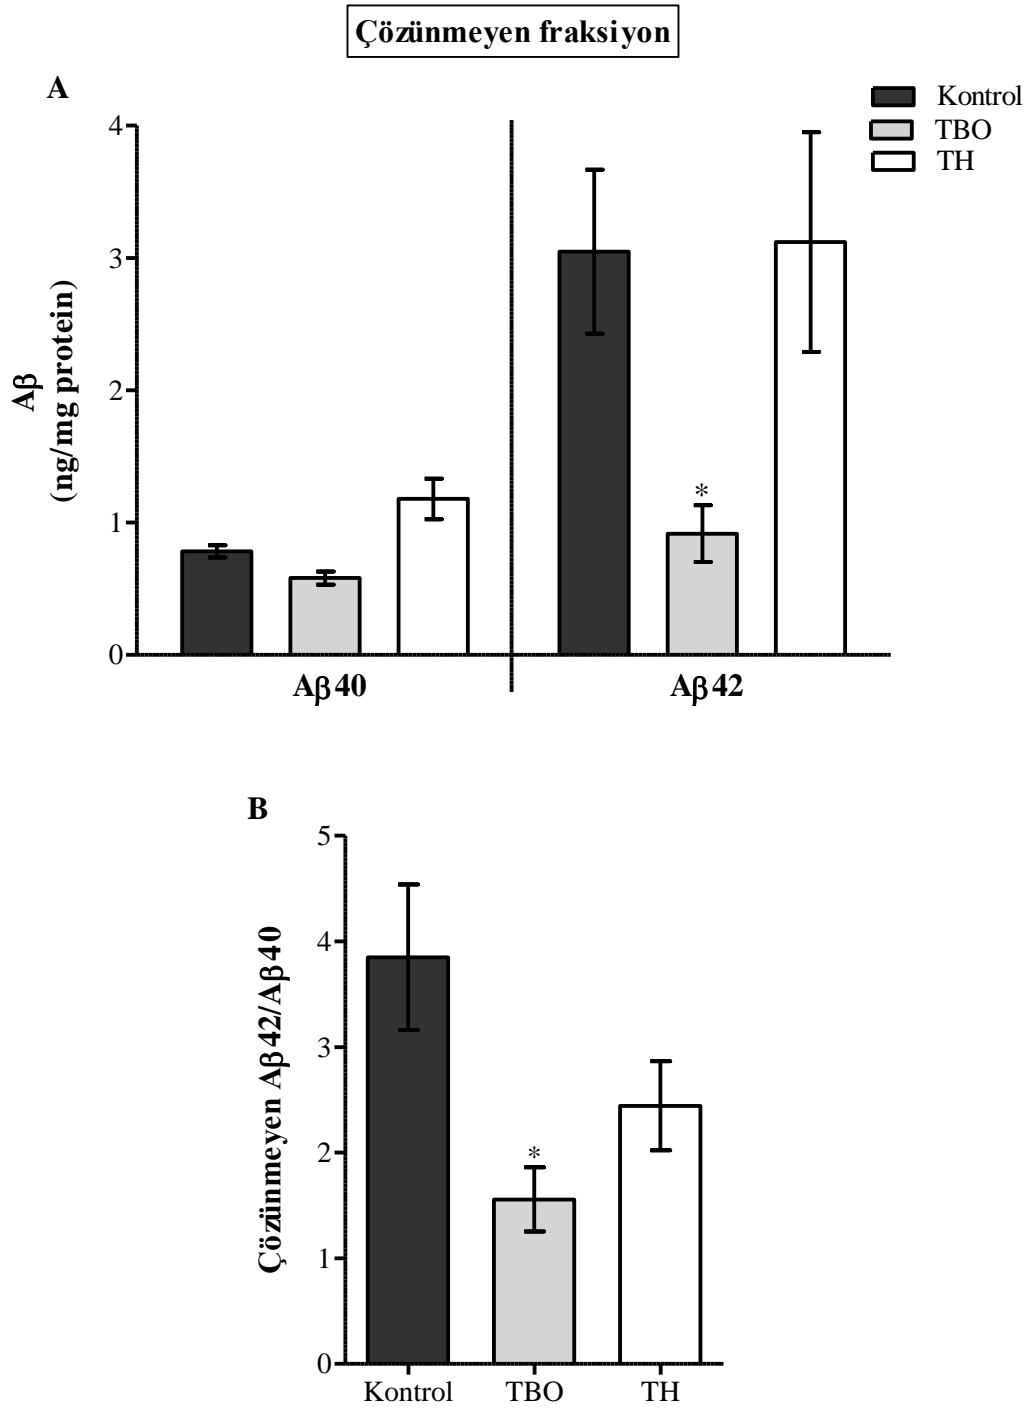 Çözünmeyen fraksiyon
A
Kontrol
TBO
TH
4
3
2
1
0
Aβ
(ng/mg protein)
*
Aβ40
Aβ42
B
5
4
3
2
1
0
Çözünmeyen Aβ42/Aβ40
*
Kontrol
TBO
TH